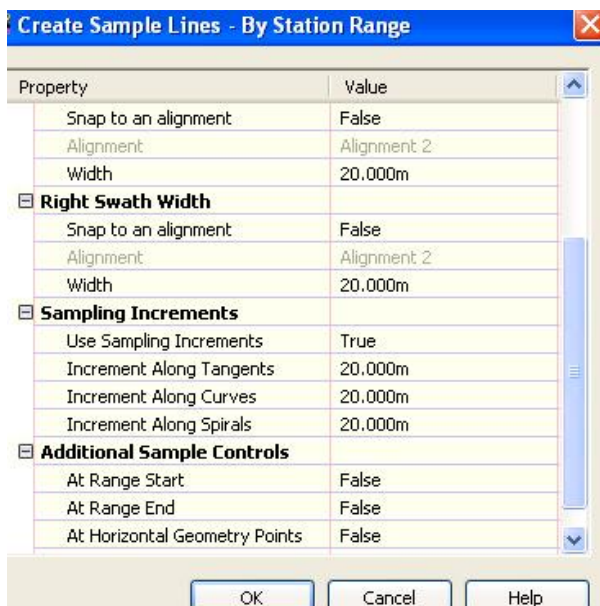 Create Sample Lines - By Station Range
Property Value
Snap to an alignment False
Alignment Alignment 2
Width 20.000m
Right Swath Width
Snap to an alignment False
Alignment Alignment 2
Width 20.000m
Sampling Increments
Use Sampling Increments True
Increment Along Tangents 20.000m
Increment Along Curves 20.000m
Increment Along Spirals 20.000m
Additional Sample Controls
At Range Start False
At Range End False
At Horizontal Geometry Points False
OK Cancel Help